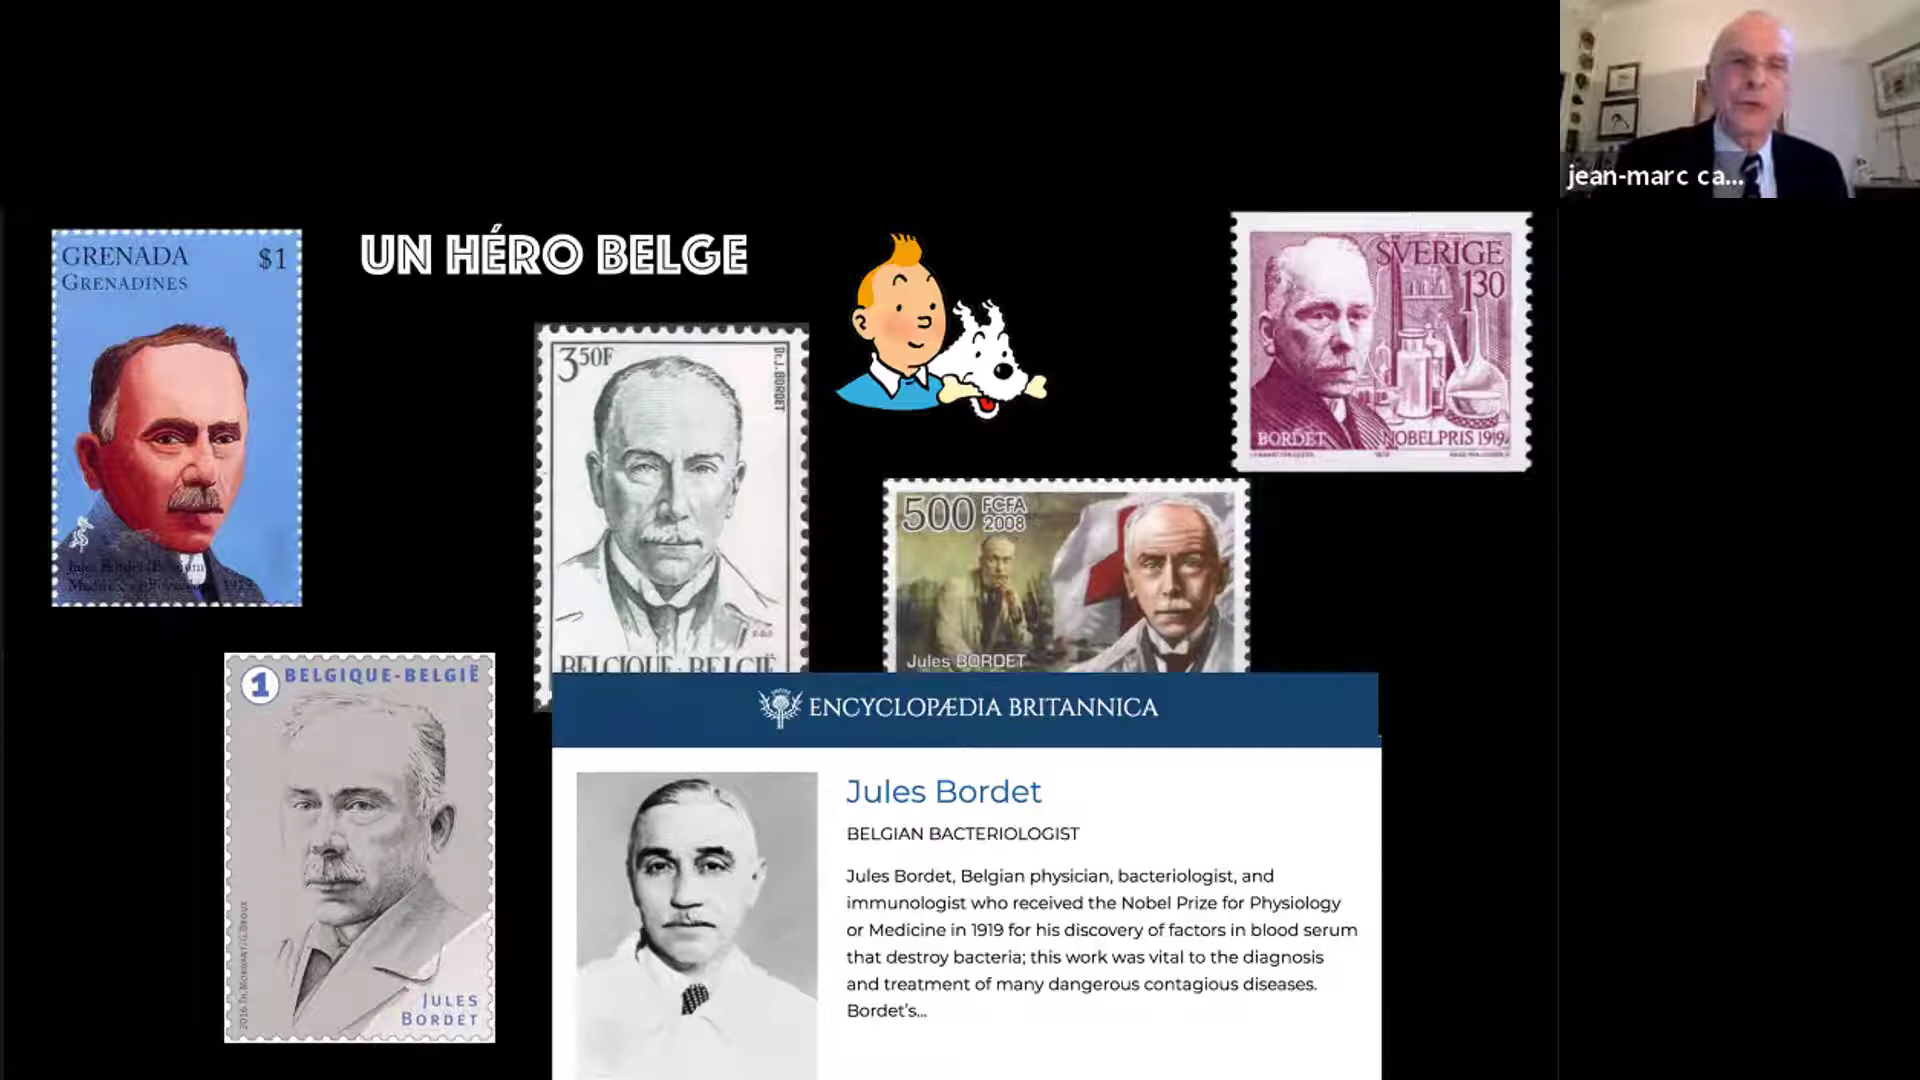 jean-marc ca...
UN HÉRO BELGE
GRENADA
$1
GRENADINES
3 50F
Dr. J. BORDET
BELGIQUE - BELGIË
SVERIGE
130
BORDET
NOBELPRIS 1919
500 FCFA
2008
Jules BORDET
1 BELGIQUE-BELGIË
JULES
BORDET
ENCYCLOPÆDIA BRITANNICA
Jules Bordet
BELGIAN BACTERIOLOGIST
Jules Bordet, Belgian physician, bacteriologist, and
immunologist who received the Nobel Prize for Physiology
or Medicine in 1919 for his discovery of factors in blood serum
that destroy bacteria; this work was vital to the diagnosis
and treatment of many dangerous contagious diseases.
Bordet's...